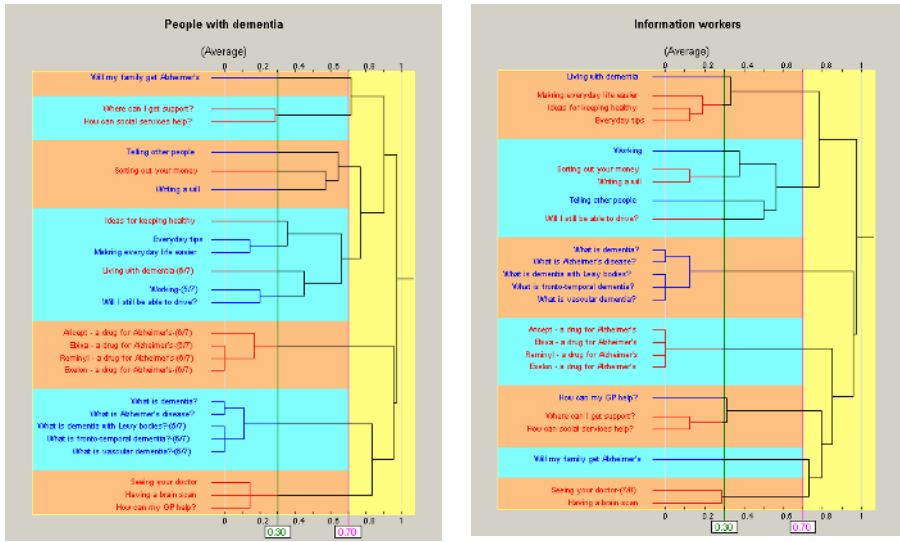 People with dementia
(Average)
0 0.2 0.4 0.6 0.8 1
Will my family get Alzheimer's
Where can I get support?
How can social services help?
Telling other people
Sorting out your money
Writing a will
Ideas for keeping healthy
Everyday tips
Making everyday life easier
Living with dementia-(6/7)
Working-(5/7)
Will I still be able to drive?
Aricept - a drug for Alzheimer's-(6/7)
Ebixa - a drug for Alzheimer's-(5/7)
Reminyl - a drug for Alzheimer's-(6/7)
Exelon - a drug for Alzheimer's-(6/7)
What is dementia?
What is Alzheimer's disease?
What is dementia with Lewy bodies?-(5/7)
What is fronto-temporal dementia?-(6/7)
What is vascular dementia?-(6/7)
Seeing your doctor
Having a brain scan
How can my GP help?
0 0.2 0.4 0.6 0.8 1
0.30 0.70
Information workers
(Average)
0 0.2 0.4 0.6 0.8 1
Living with dementia
Making everyday life easier
Ideas for keeping healthy
Everyday tips
Working
Sorting out your money
Writing a will
Telling other people
Will I still be able to drive?
What is dementia?
What is Alzheimer's disease?
What is dementia with Lewy bodies?
What is fronto-temporal dementia?
What is vascular dementia?
Aricept - a drug for Alzheimer's
Ebixa - a drug for Alzheimer's
Reminyl - a drug for Alzheimer's
Exelon - a drug for Alzheimer's
How can my GP help?
Where can I get support?
How can social services help?
Will my family get Alzheimer's
Seeing your doctor-(7/8)
Having a brain scan
0 0.2 0.4 0.6 0.8 1
0.30 0.70